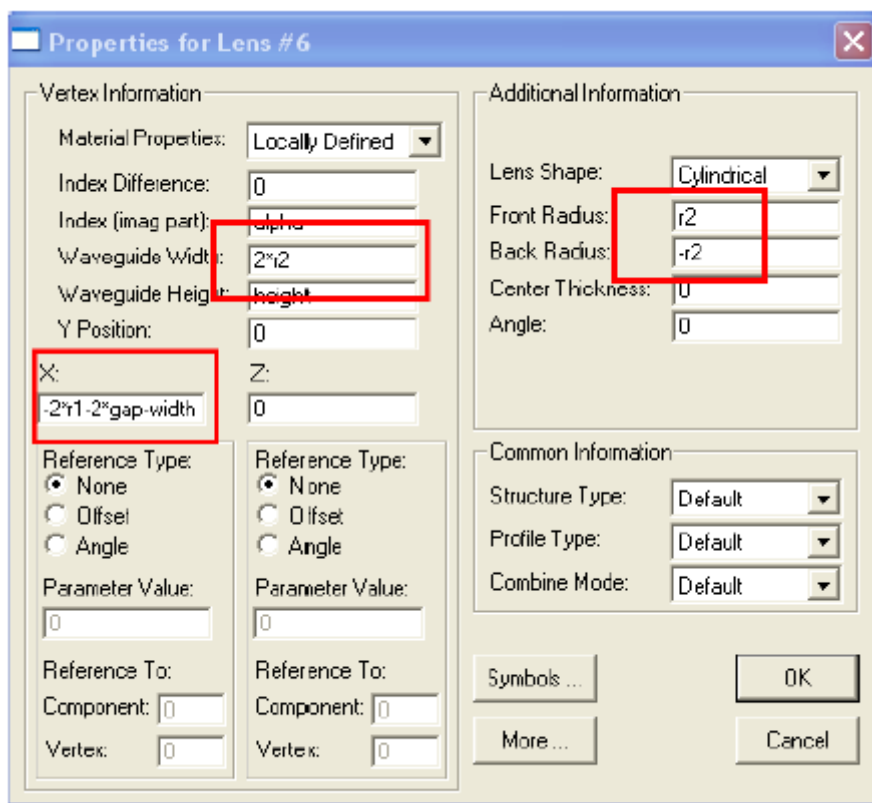 Properties for Lens #6
Vertex Information
Material Properties: Locally Defined
Index Difference: 0
Index (imag part): alpha
Waveguide Width: 2*r2
Waveguide Height: height
Y Position: 0
X: Z:
-2*r1-2*gap-width 0
Reference Type: Reference Type:
None None
Offset Offset
Angle Angle
Parameter Value: Parameter Value:
0 0
Reference To: Reference To:
Component: 0 Component: 0
Vertex: 0 Vertex: 0
Additional Information
Lens Shape: Cylindrical
Front Radius: r2
Back Radius: -r2
Center Thickness: 0
Angle: 0
Common Information
Structure Type: Default
Profile Type: Default
Combine Mode: Default
Symbols ... OK
More ... Cancel